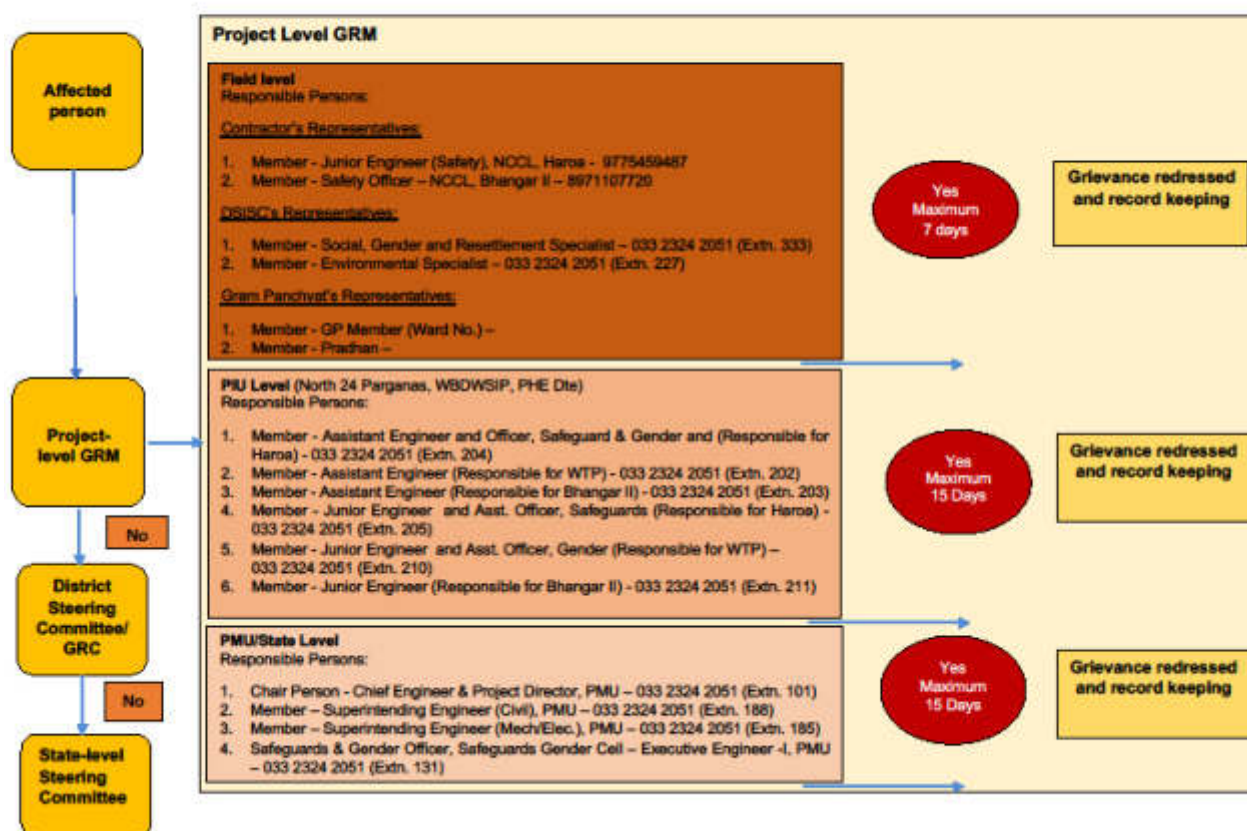 Affected
person
Project-
level GRM
No
District
Steering
Committee/
GRC
No
State-level
Steering
Committee
Project Level GRM
Field level
Responsible Persons:
Contractor's Representatives:
1. Member - Junior Engineer (Safety), NCCL, Haroa - 9775459487
2. Member - Safety Officer – NCCL, Bhangar II – 8971107720
DSISC's Representatives:
1. Member - Social, Gender and Resettlement Specialist – 033 2324 2051 (Extn. 333)
2. Member - Environmental Specialist – 033 2324 2051 (Extn. 227)
Gram Panchyat's Representatives:
1. Member - GP Member (Ward No.) –
2. Member - Pradhan –
Yes
Maximum
7 days
Grievance redressed
and record keeping
PIU Level (North 24 Parganas, WBDWSIP, PHE Dte)
Responsible Persons:
1. Member - Assistant Engineer and Officer, Safeguard & Gender and (Responsible for
Haroa) - 033 2324 2051 (Extn. 204)
2. Member - Assistant Engineer (Responsible for WTP) - 033 2324 2051 (Extn. 202)
3. Member - Assistant Engineer (Responsible for Bhangar II) - 033 2324 2051 (Extn. 203)
4. Member - Junior Engineer and Asst. Officer, Safeguards (Responsible for Haroa) -
033 2324 2051 (Extn. 205)
5. Member - Junior Engineer and Asst. Officer, Gender (Responsible for WTP) –
033 2324 2051 (Extn. 210)
6. Member - Junior Engineer (Responsible for Bhangar II) - 033 2324 2051 (Extn. 211)
Yes
Maximum
15 Days
Grievance redressed
and record keeping
PMU/State Level
Responsible Persons:
1. Chair Person - Chief Engineer & Project Director, PMU – 033 2324 2051 (Extn. 101)
2. Member – Superintending Engineer (Civil), PMU – 033 2324 2051 (Extn. 188)
3. Member – Superintending Engineer (Mech/Elec.), PMU – 033 2324 2051 (Extn. 185)
4. Safeguards & Gender Officer, Safeguards Gender Cell – Executive Engineer -I, PMU
– 033 2324 2051 (Extn. 131)
Yes
Maximum
15 Days
Grievance redressed
and record keeping